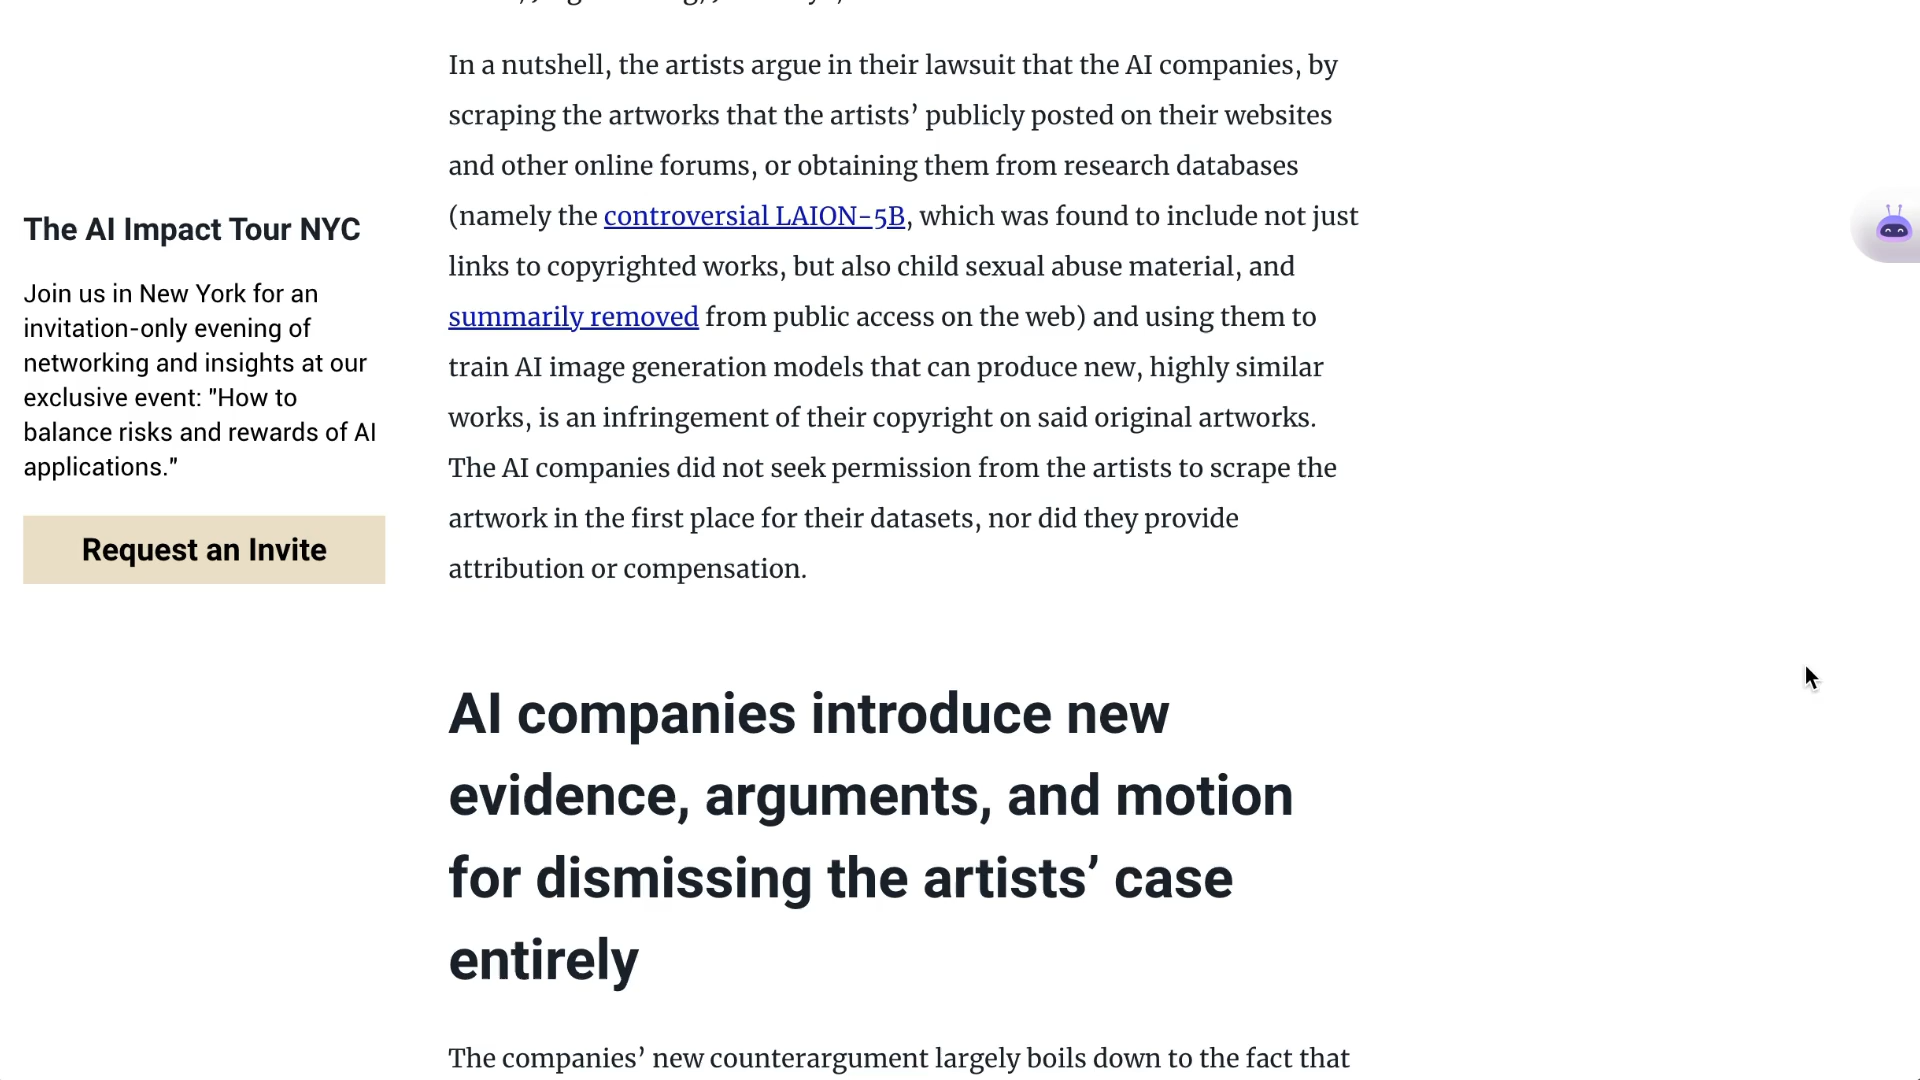 In a nutshell, the artists argue in their lawsuit that the AI companies, by
scraping the artworks that the artists’ publicly posted on their websites
and other online forums, or obtaining them from research databases
(namely the controversial LAION-5B, which was found to include not just
links to copyrighted works, but also child sexual abuse material, and
summarily removed from public access on the web) and using them to
train AI image generation models that can produce new, highly similar
works, is an infringement of their copyright on said original artworks.
The AI companies did not seek permission from the artists to scrape the
artwork in the first place for their datasets, nor did they provide
attribution or compensation.
The AI Impact Tour NYC
Join us in New York for an
invitation-only evening of
networking and insights at our
exclusive event: "How to
balance risks and rewards of AI
applications."
Request an Invite
AI companies introduce new
evidence, arguments, and motion
for dismissing the artists’ case
entirely
The companies’ new counterargument largely boils down to the fact that